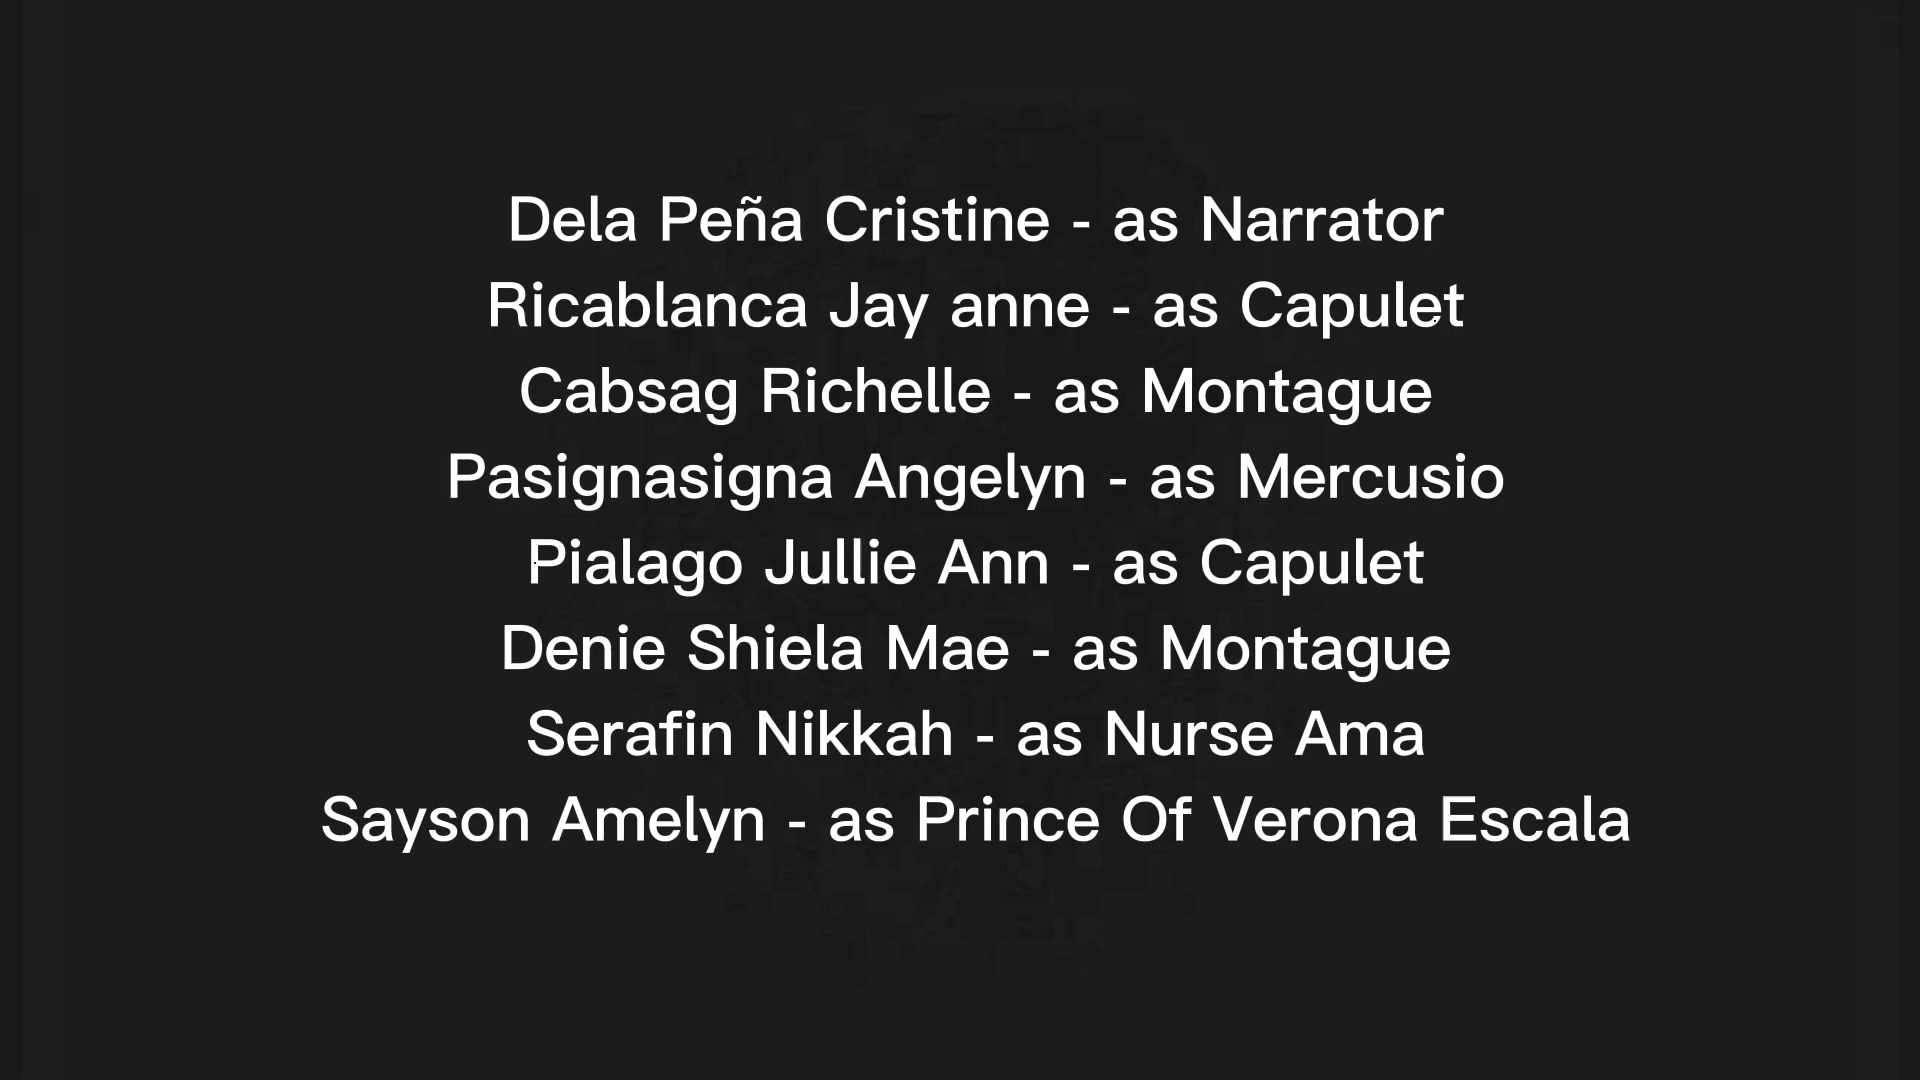 Dela Peña Cristine - as Narrator
Ricablanca Jay anne - as Capulet
Cabsag Richelle - as Montague
Pasignasigna Angelyn - as Mercusio
Pialago Jullie Ann - as Capulet
Denie Shiela Mae - as Montague
Serafin Nikkah - as Nurse Ama
Sayson Amelyn - as Prince Of Verona Escala